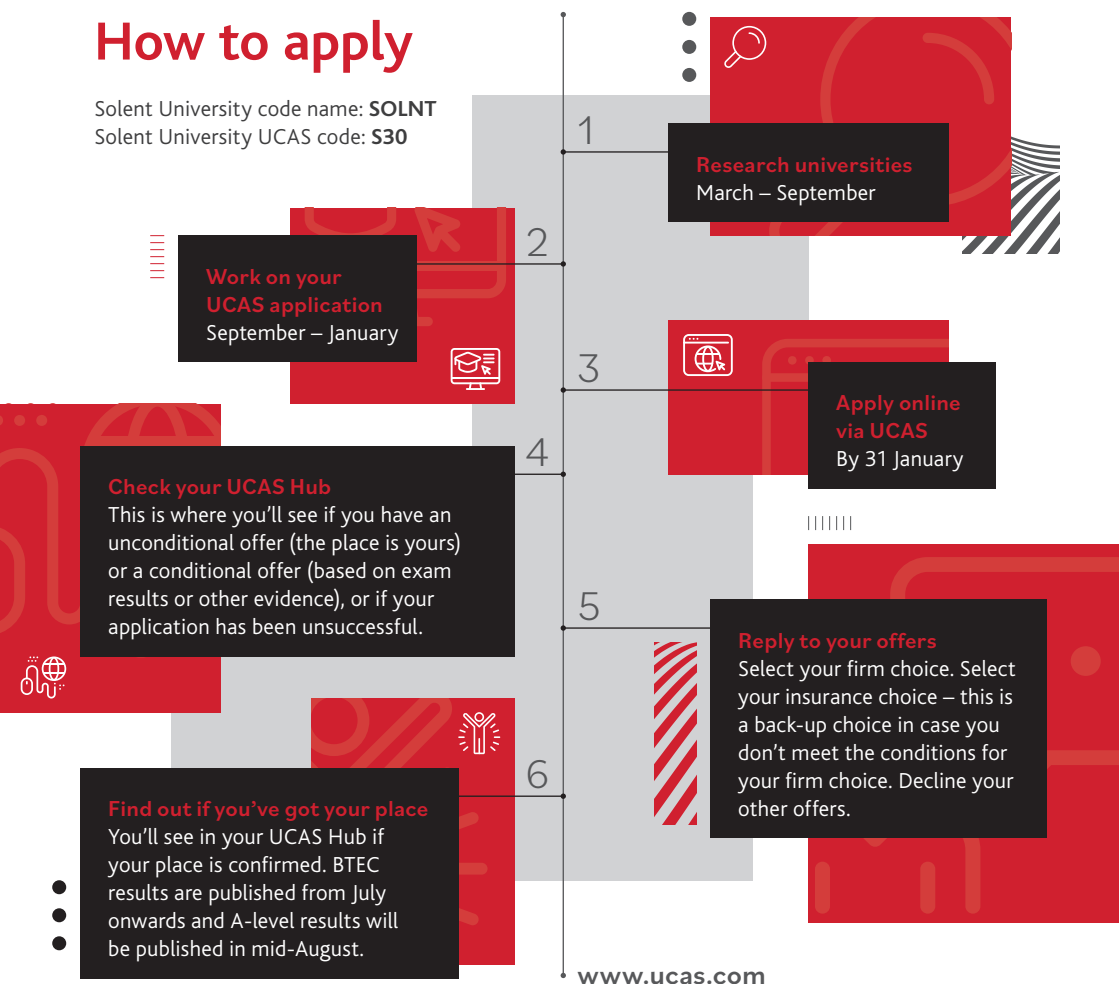 How to apply
Solent University code name: SOLNT
Solent University UCAS code: S30
1
Research universities
March – September
2
Work on your
UCAS application
September – January
3
Apply online
via UCAS
By 31 January
4
Check your UCAS Hub
This is where you’ll see if you have an
unconditional offer (the place is yours)
or a conditional offer (based on exam
results or other evidence), or if your
application has been unsuccessful.
5
Reply to your offers
Select your firm choice. Select
your insurance choice – this is
a back-up choice in case you
don’t meet the conditions for
your firm choice. Decline your
other offers.
6
Find out if you’ve got your place
You’ll see in your UCAS Hub if
your place is confirmed. BTEC
results are published from July
onwards and A-level results will
be published in mid-August.
www.ucas.com